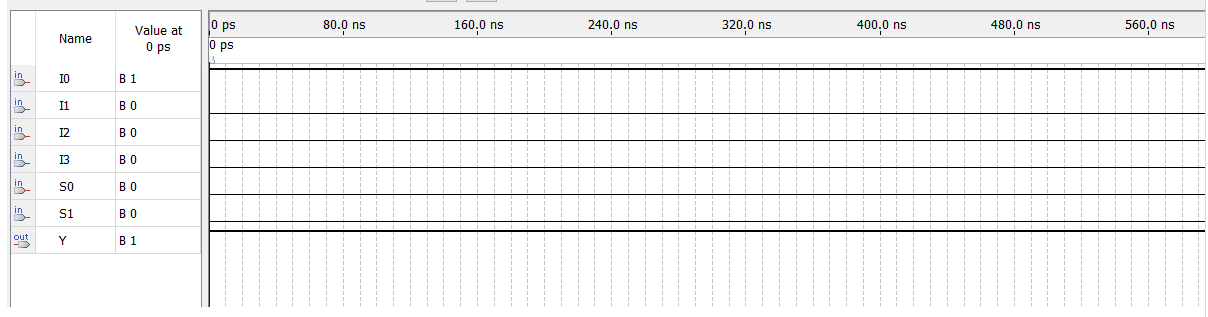 Name Value at 0 ps
0 ps 80.0 ns 160.0 ns 240.0 ns 320.0 ns 400.0 ns 480.0 ns 560.0 ns
0 ps
in I0 B 1
in I1 B 0
in I2 B 0
in I3 B 0
in S0 B 0
in S1 B 0
out Y B 1